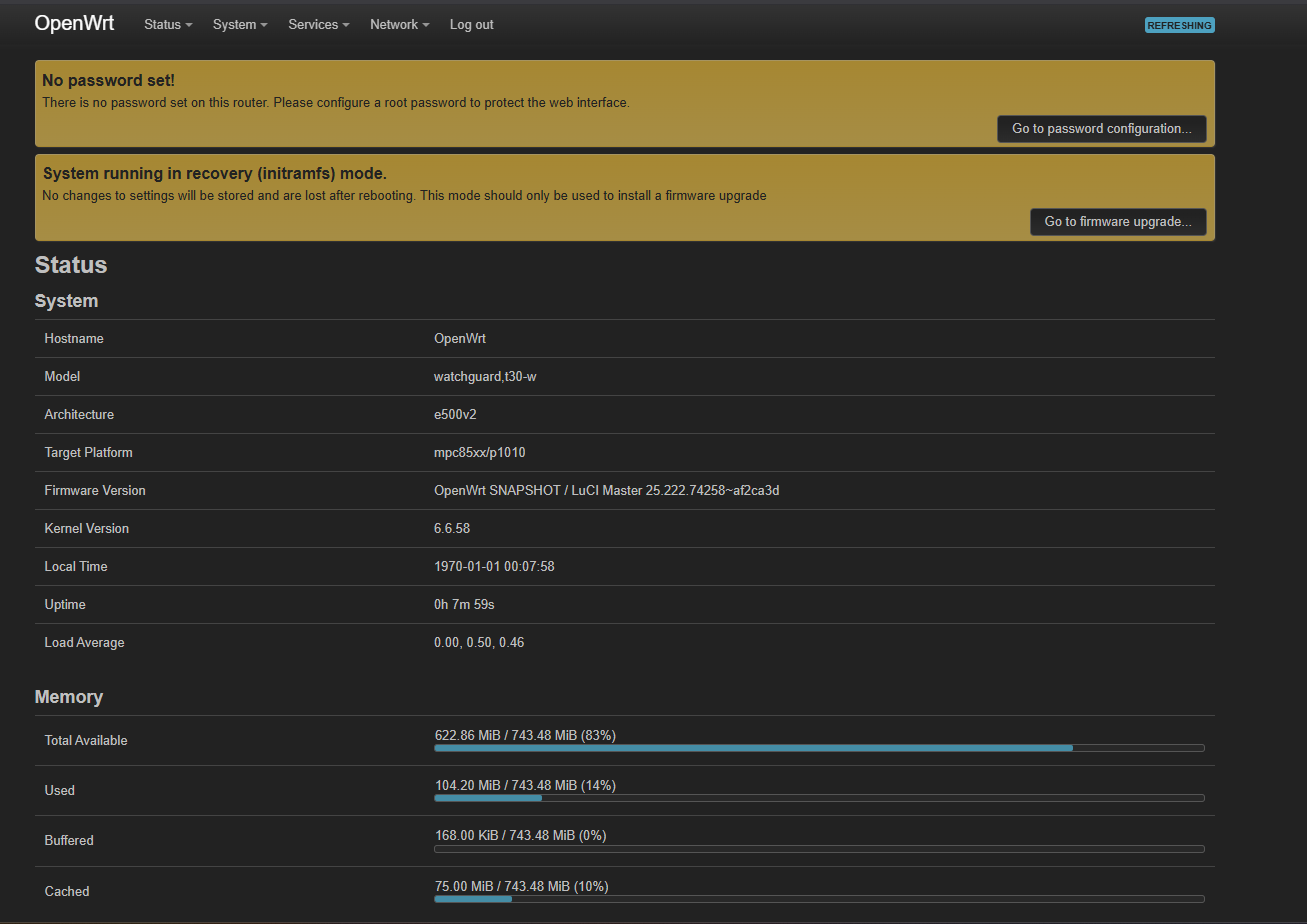 OpenWrt Status System Services Network Log out REFRESHING
No password set!
There is no password set on this router. Please configure a root password to protect the web interface.
Go to password configuration...
System running in recovery (initramfs) mode.
No changes to settings will be stored and are lost after rebooting. This mode should only be used to install a firmware upgrade
Go to firmware upgrade...
Status
System
Hostname OpenWrt
Model watchguard,t30-w
Architecture e500v2
Target Platform mpc85xx/p1010
Firmware Version OpenWrt SNAPSHOT / LuCI Master 25.222.74258~af2ca3d
Kernel Version 6.6.58
Local Time 1970-01-01 00:07:58
Uptime 0h 7m 59s
Load Average 0.00, 0.50, 0.46
Memory
Total Available 622.86 MiB / 743.48 MiB (83%)
Used 104.20 MiB / 743.48 MiB (14%)
Buffered 168.00 KiB / 743.48 MiB (0%)
Cached 75.00 MiB / 743.48 MiB (10%)